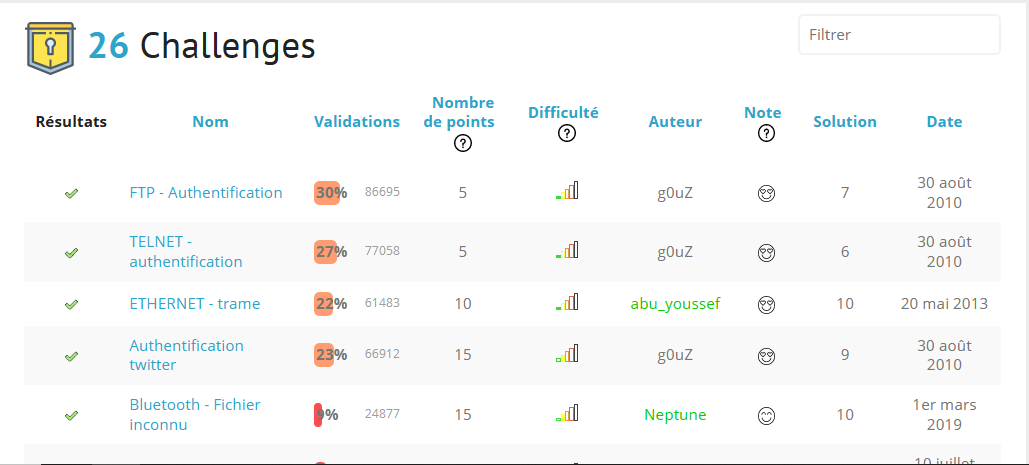 26 Challenges
Filtrer
Résultats Nom Validations Nombre de points ? Difficulté ? Auteur Note ? Solution Date
FTP - Authentification 30% 86695 5 g0uZ 7 30 août 2010
TELNET - authentification 27% 77058 5 g0uZ 6 30 août 2010
ETHERNET - trame 22% 61483 10 abu_youssef 10 20 mai 2013
Authentification twitter 23% 66912 15 g0uZ 9 30 août 2010
Bluetooth - Fichier inconnu 9% 24877 15 Neptune 10 1er mars 2019
10 juillet